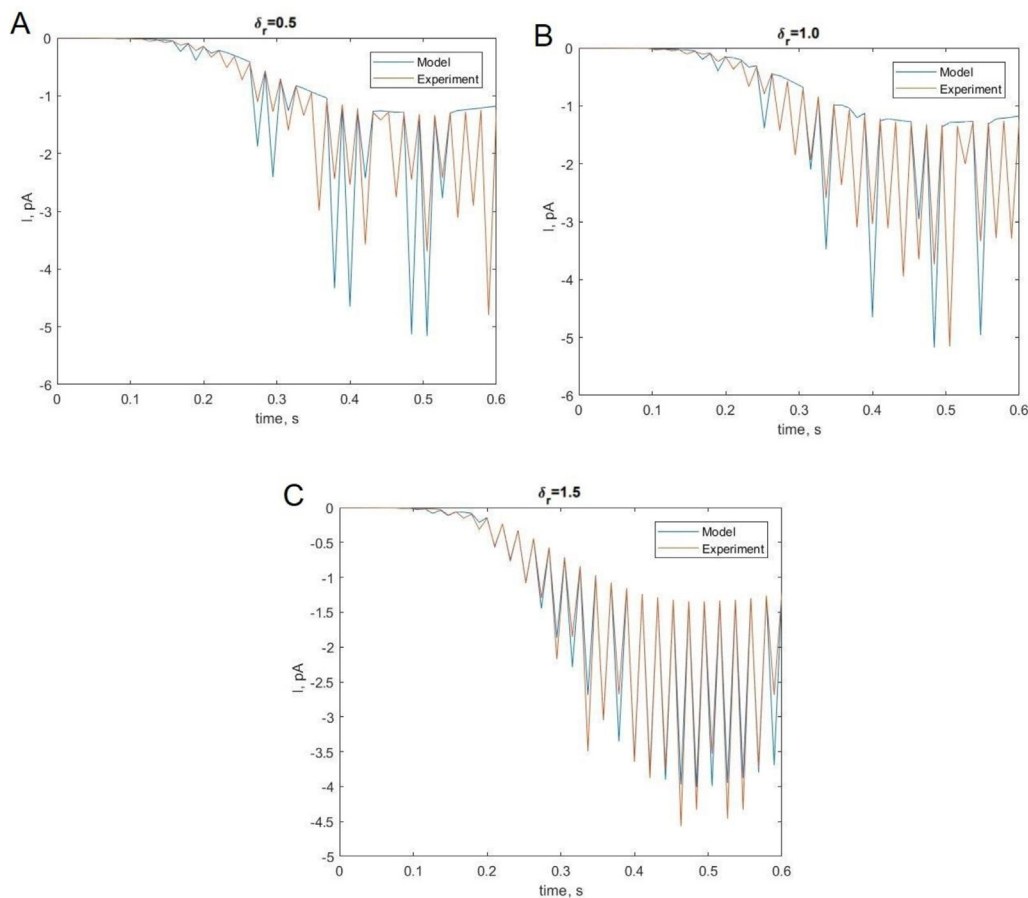 A
δr=0.5
Model
Experiment
I, pA
0
-1
-2
-3
-4
-5
-6
0 0.1 0.2 0.3 0.4 0.5 0.6
time, s
B
δr=1.0
Model
Experiment
I, pA
0
-1
-2
-3
-4
-5
-6
0 0.1 0.2 0.3 0.4 0.5 0.6
time, s
C
δr=1.5
Model
Experiment
I, pA
0
-0.5
-1
-1.5
-2
-2.5
-3
-3.5
-4
-4.5
-5
0 0.1 0.2 0.3 0.4 0.5 0.6
time, s